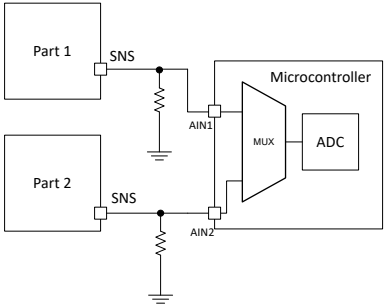 Part 1
SNS
Microcontroller
AIN1
MUX
ADC
Part 2
SNS
AIN2